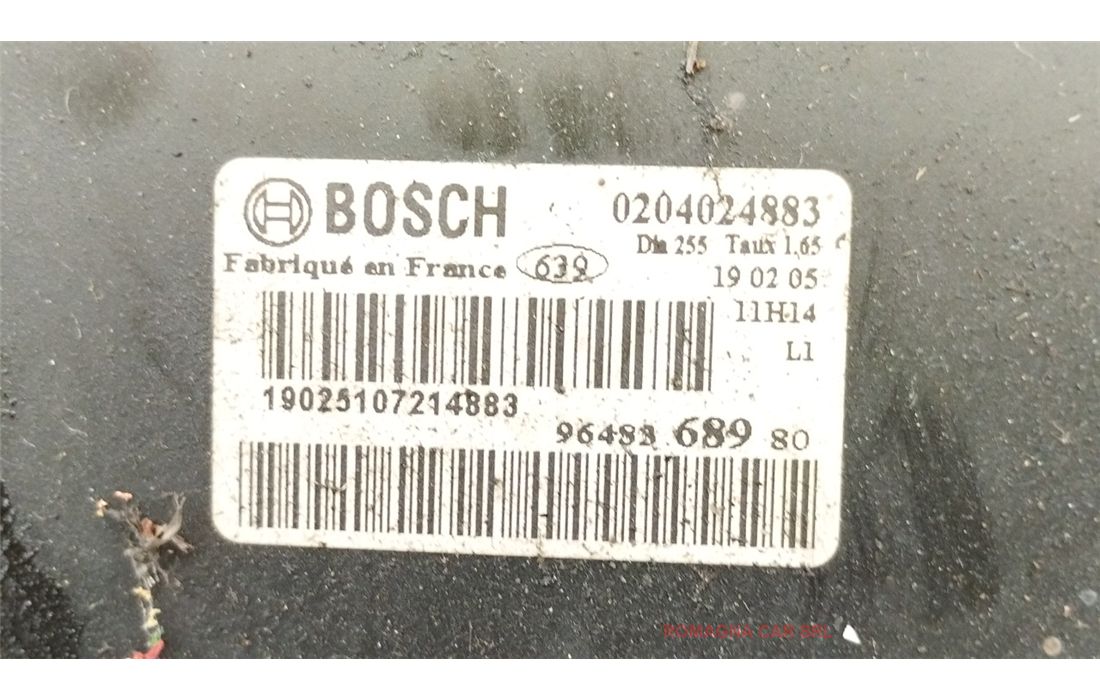 BOSCH 0204024883
Dia 255 Taux 1,65
Fabriqué en France 639 19 02 05
11H14
L1
19025107214883
96483 689 80
ROMAGNA CAR SRL